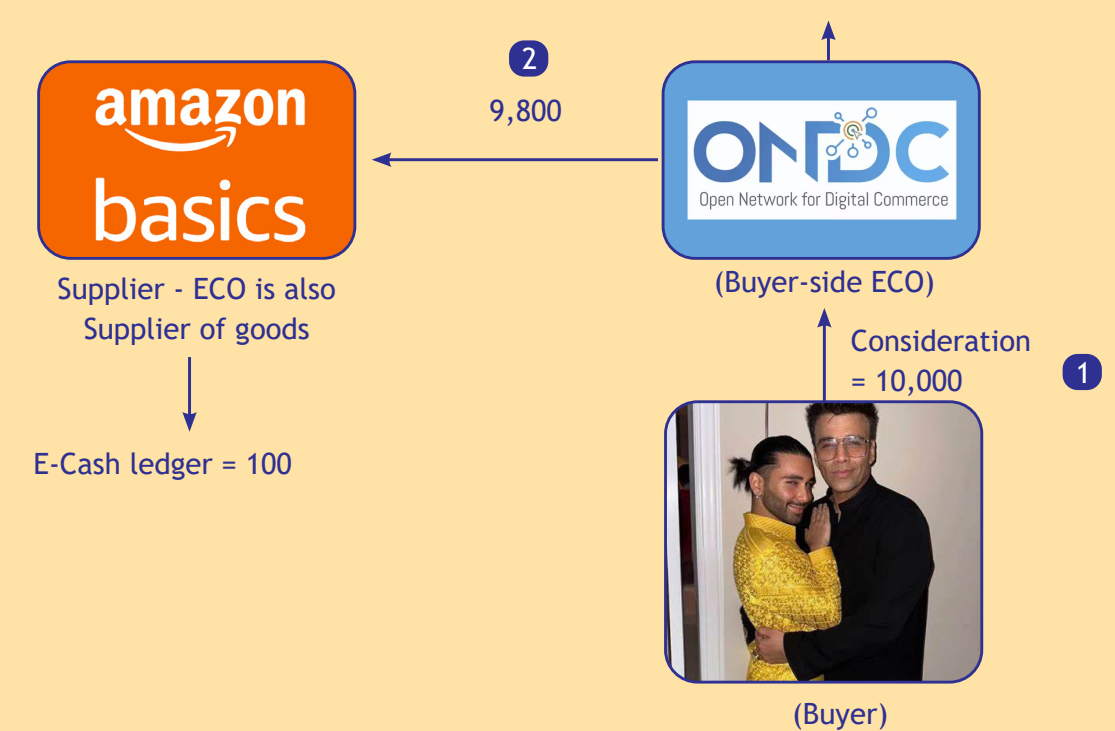 2
9,800
amazon
basics
ONDC
Open Network for Digital Commerce
Supplier - ECO is also
Supplier of goods
(Buyer-side ECO)
Consideration
= 10,000
1
E-Cash ledger = 100
(Buyer)